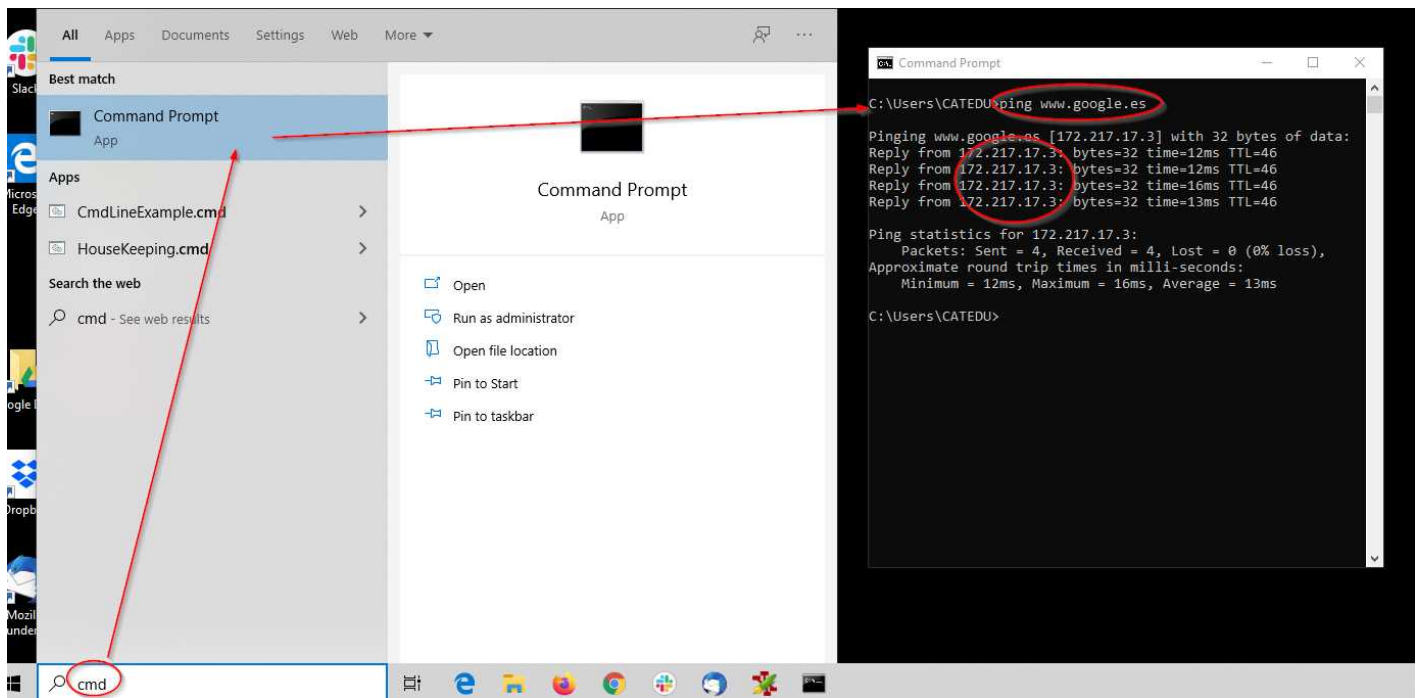 All Apps Documents Settings Web More
Best match
Command Prompt
App
Apps
CmdLineExample.cmd
HouseKeeping.cmd
Search the web
cmd - See web results
cmd
Command Prompt
App
Open
Run as administrator
Open file location
Pin to Start
Pin to taskbar
Slac
Micros
Edge
ogle
Dropb
Mozil
under
Command Prompt
C:\Users\CATEDU>ping www.google.es
Pinging www.google.es [172.217.17.3] with 32 bytes of data:
Reply from 172.217.17.3: bytes=32 time=12ms TTL=46
Reply from 172.217.17.3: bytes=32 time=12ms TTL=46
Reply from 172.217.17.3: bytes=32 time=16ms TTL=46
Reply from 172.217.17.3: bytes=32 time=13ms TTL=46
Ping statistics for 172.217.17.3:
Packets: Sent = 4, Received = 4, Lost = 0 (0% loss),
Approximate round trip times in milli-seconds:
Minimum = 12ms, Maximum = 16ms, Average = 13ms
C:\Users\CATEDU>